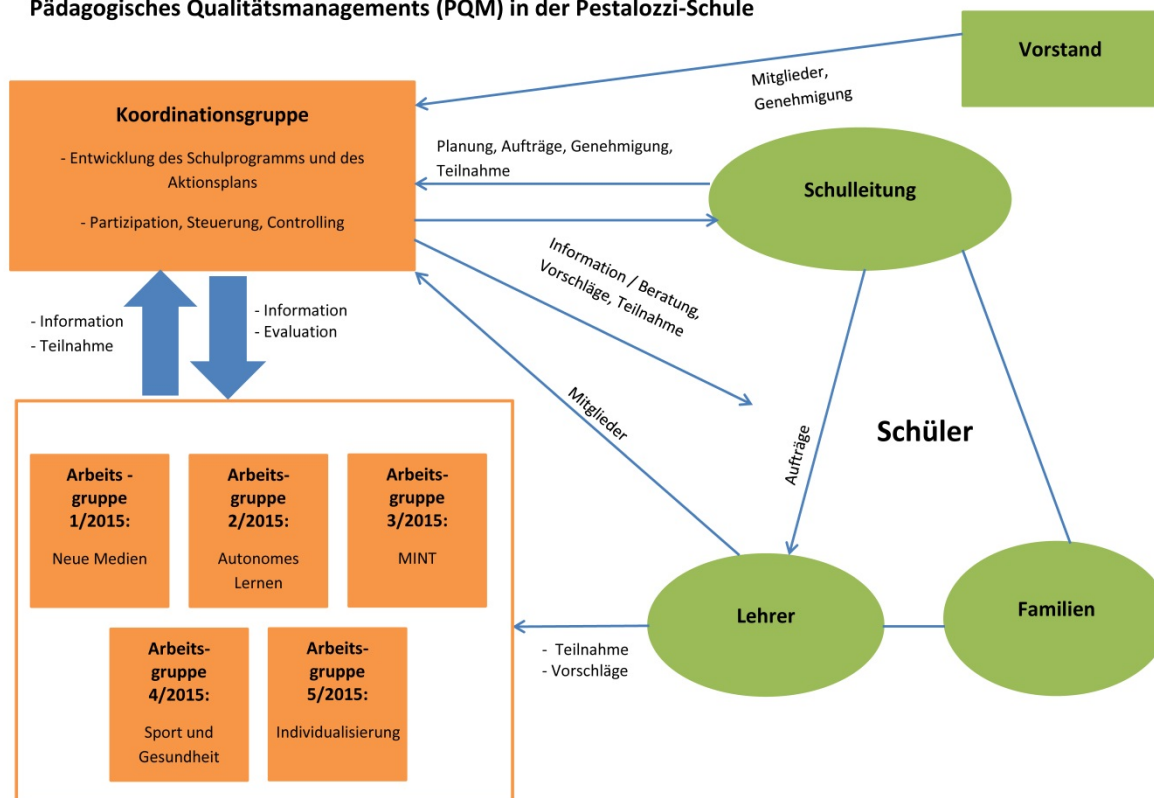 Pädagogisches Qualitätsmanagements (PQM) in der Pestalozzi-Schule
Vorstand
Mitglieder,
Genehmigung
Koordinationsgruppe
- Entwicklung des Schulprogramms und des
Aktionsplans
- Partizipation, Steuerung, Controlling
Planung, Aufträge, Genehmigung,
Teilnahme
Schulleitung
Information / Beratung,
Vorschläge, Teilnahme
- Information
- Teilnahme
- Information
- Evaluation
Mitglieder
Aufträge
Schüler
Arbeits -
gruppe
1/2015:
Neue Medien
Arbeits-
gruppe
2/2015:
Autonomes
Lernen
Arbeits-
gruppe
3/2015:
MINT
Lehrer
Familien
- Teilnahme
- Vorschläge
Arbeits-
gruppe
4/2015:
Sport und
Gesundheit
Arbeits-
gruppe
5/2015:
Individualisierung